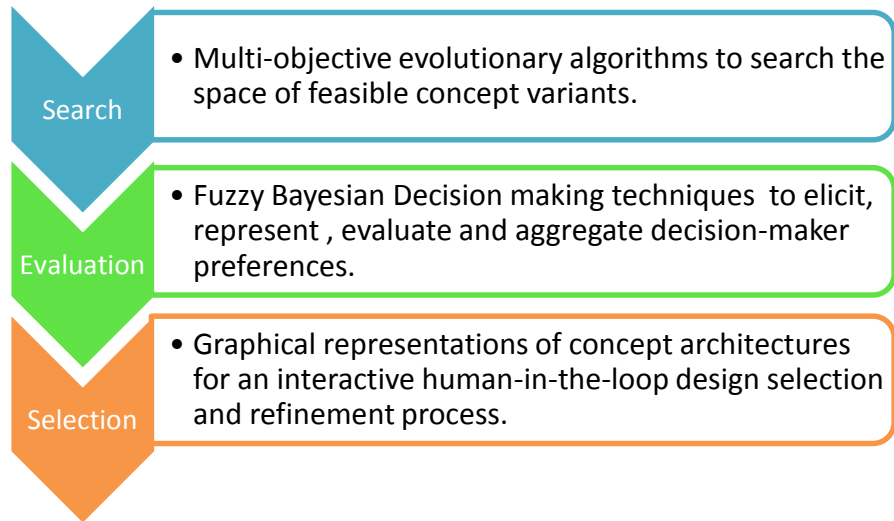 Search
• Multi-objective evolutionary algorithms to search the
space of feasible concept variants.
Evaluation
• Fuzzy Bayesian Decision making techniques  to elicit,
represent , evaluate and aggregate decision-maker
preferences.
Selection
• Graphical representations of concept architectures
for an interactive human-in-the-loop design selection
and refinement process.